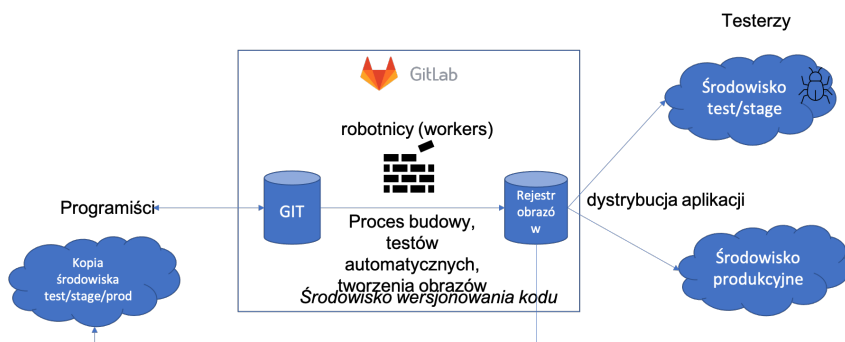 Testerzy
GitLab
Środowisko
test/stage
robotnicy (workers)
Programiści
GIT
Rejestr
obrazó
w
dystrybucja aplikacji
Proces budowy,
testów
automatycznych,
tworzenia obrazów
Środowisko wersjonowania kodu
Kopia
środowiska
test/stage/prod
Środowisko
produkcyjne